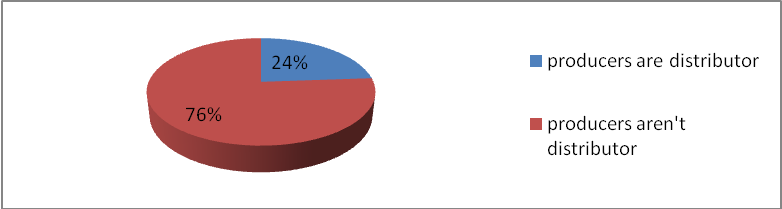 24%
producers are distributor
76%
producers aren't
distributor